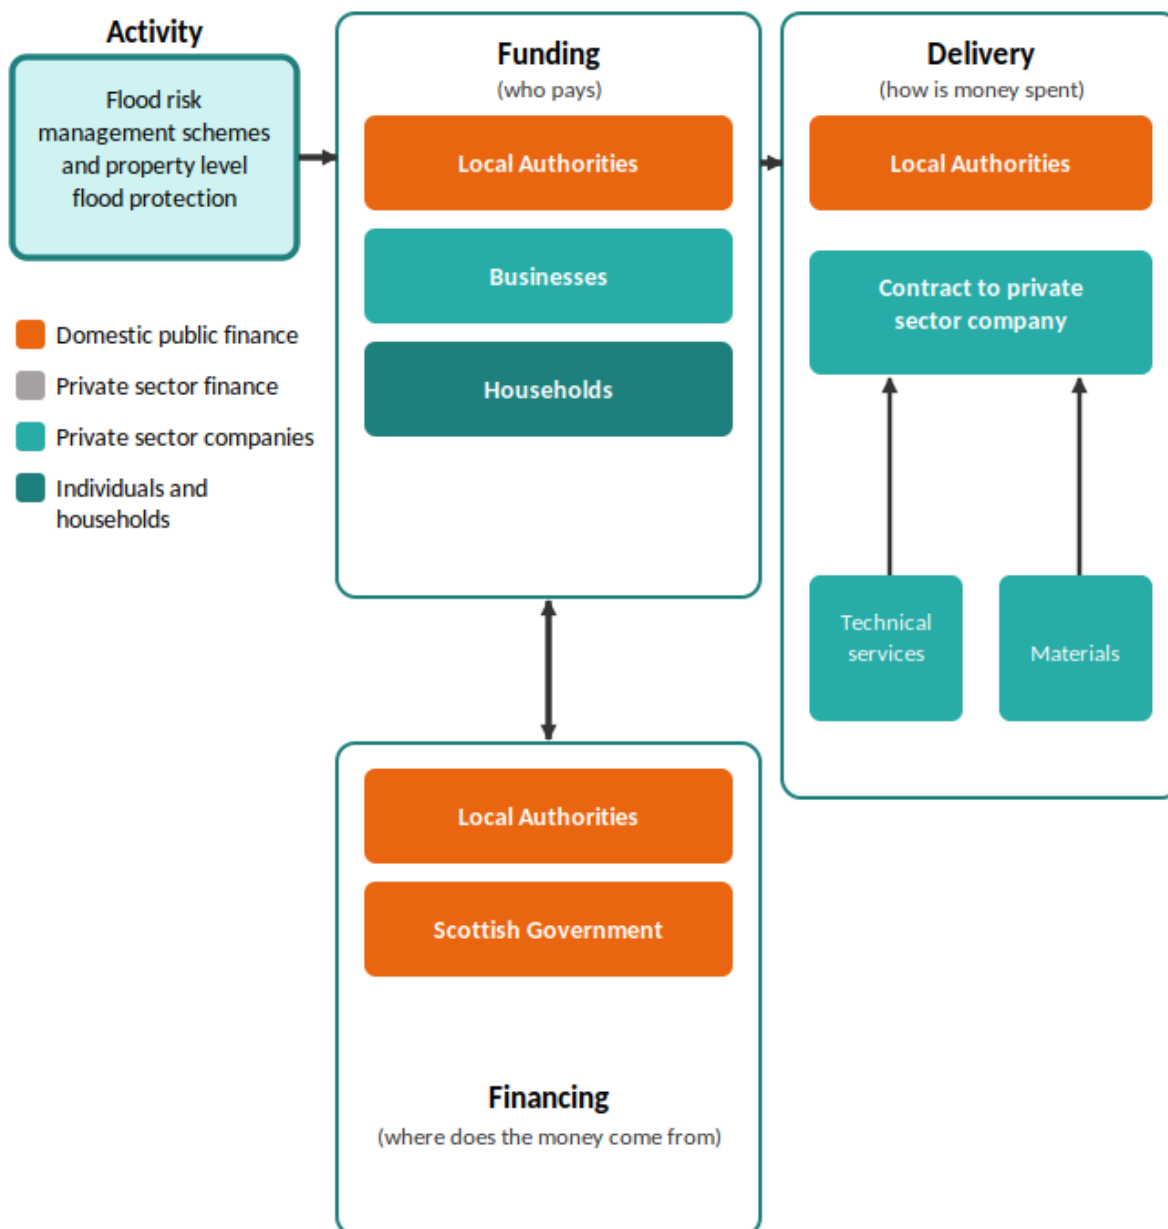 Activity
Flood risk
management schemes
and property level
flood protection
Domestic public finance
Private sector finance
Private sector companies
Individuals and
households
Funding
(who pays)
Local Authorities
Businesses
Households
Delivery
(how is money spent)
Local Authorities
Contract to private
sector company
Technical
services
Materials
Local Authorities
Scottish Government
Financing
(where does the money come from)